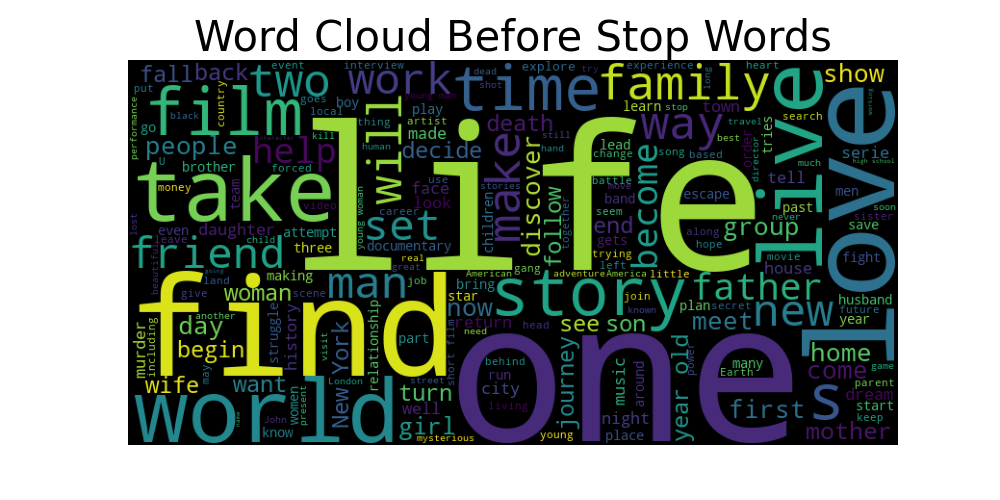 Word Cloud Before Stop Words
fall back event two interview work time explore experience try heart family long show
put film goes boy local play thing artist made death dead shot learn stop town way search live
performance country go black people U brother help kill will decide human still hand lead change song based best travel order director tries tell much serie love working high school
take life forced use face look career set stories children make discover follow together battle move band seem become escape past men soon sister
lost money team even daughter video attempt young woman documentary end gets trying left group along hope never movie save fight
friend leave child three real great American gang adventure America little house
beautiful going land making job man bring story join known father new husband future
find give woman scene another day star now plan secret year
murder including begin struggle history visit New York relationship part return need short film head see son meet
wife may want London turn street behind run city journey music around year old power many Earth home come parent game
world John know women present well girl mysterious living young night place first s dream start keep mother
one